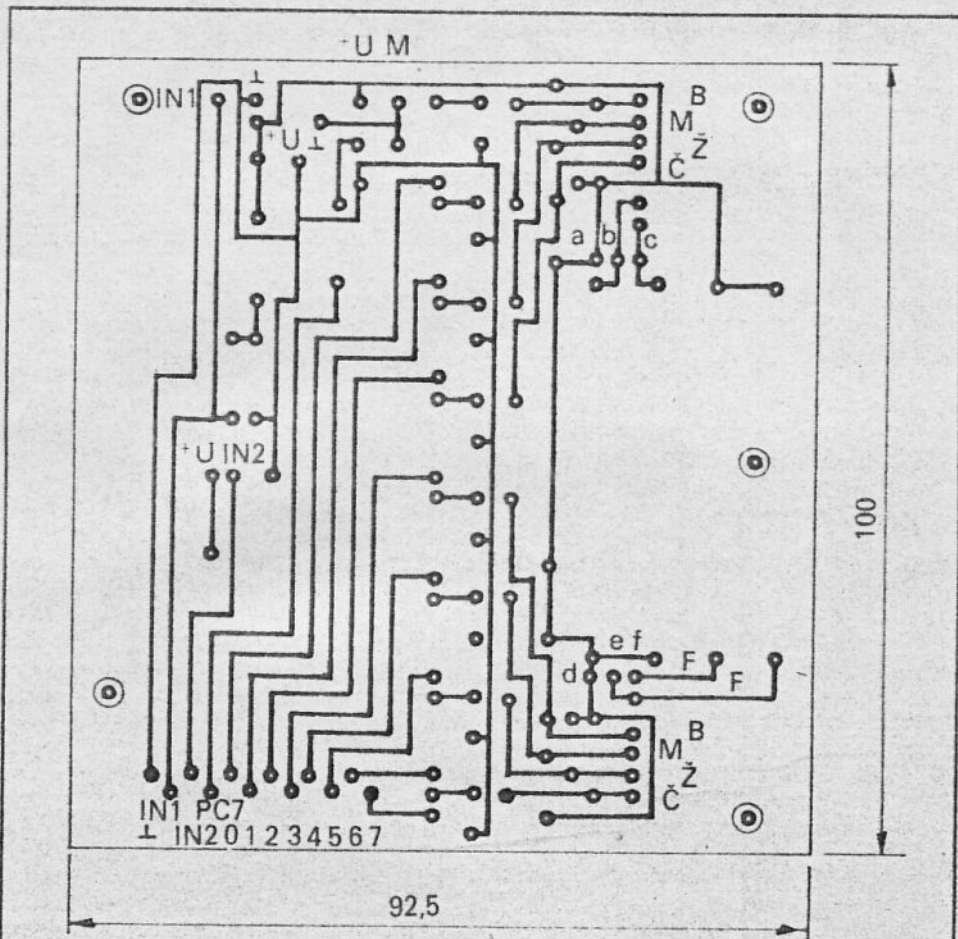 +U M
⊥
IN1
B
M
+U ⊥
Ž
Č
a b c
+U IN2
100
e f
F
d
F
B
M
Ž
Č
IN1 PC7
⊥ IN2 0 1 2 3 4 5 6 7
92,5